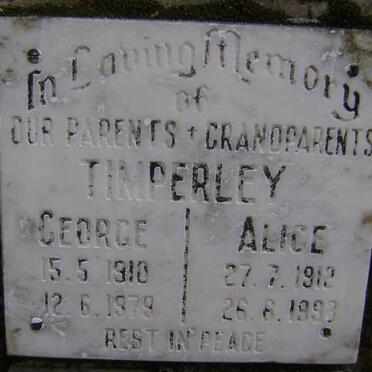 In Loving Memory
of
OUR PARENTS + GRANDPARENTS
TIMPERLEY
GEORGE ALICE
15.5.1910 27.7.1912
12.6.1979 26.6.1993
REST IN PEACE